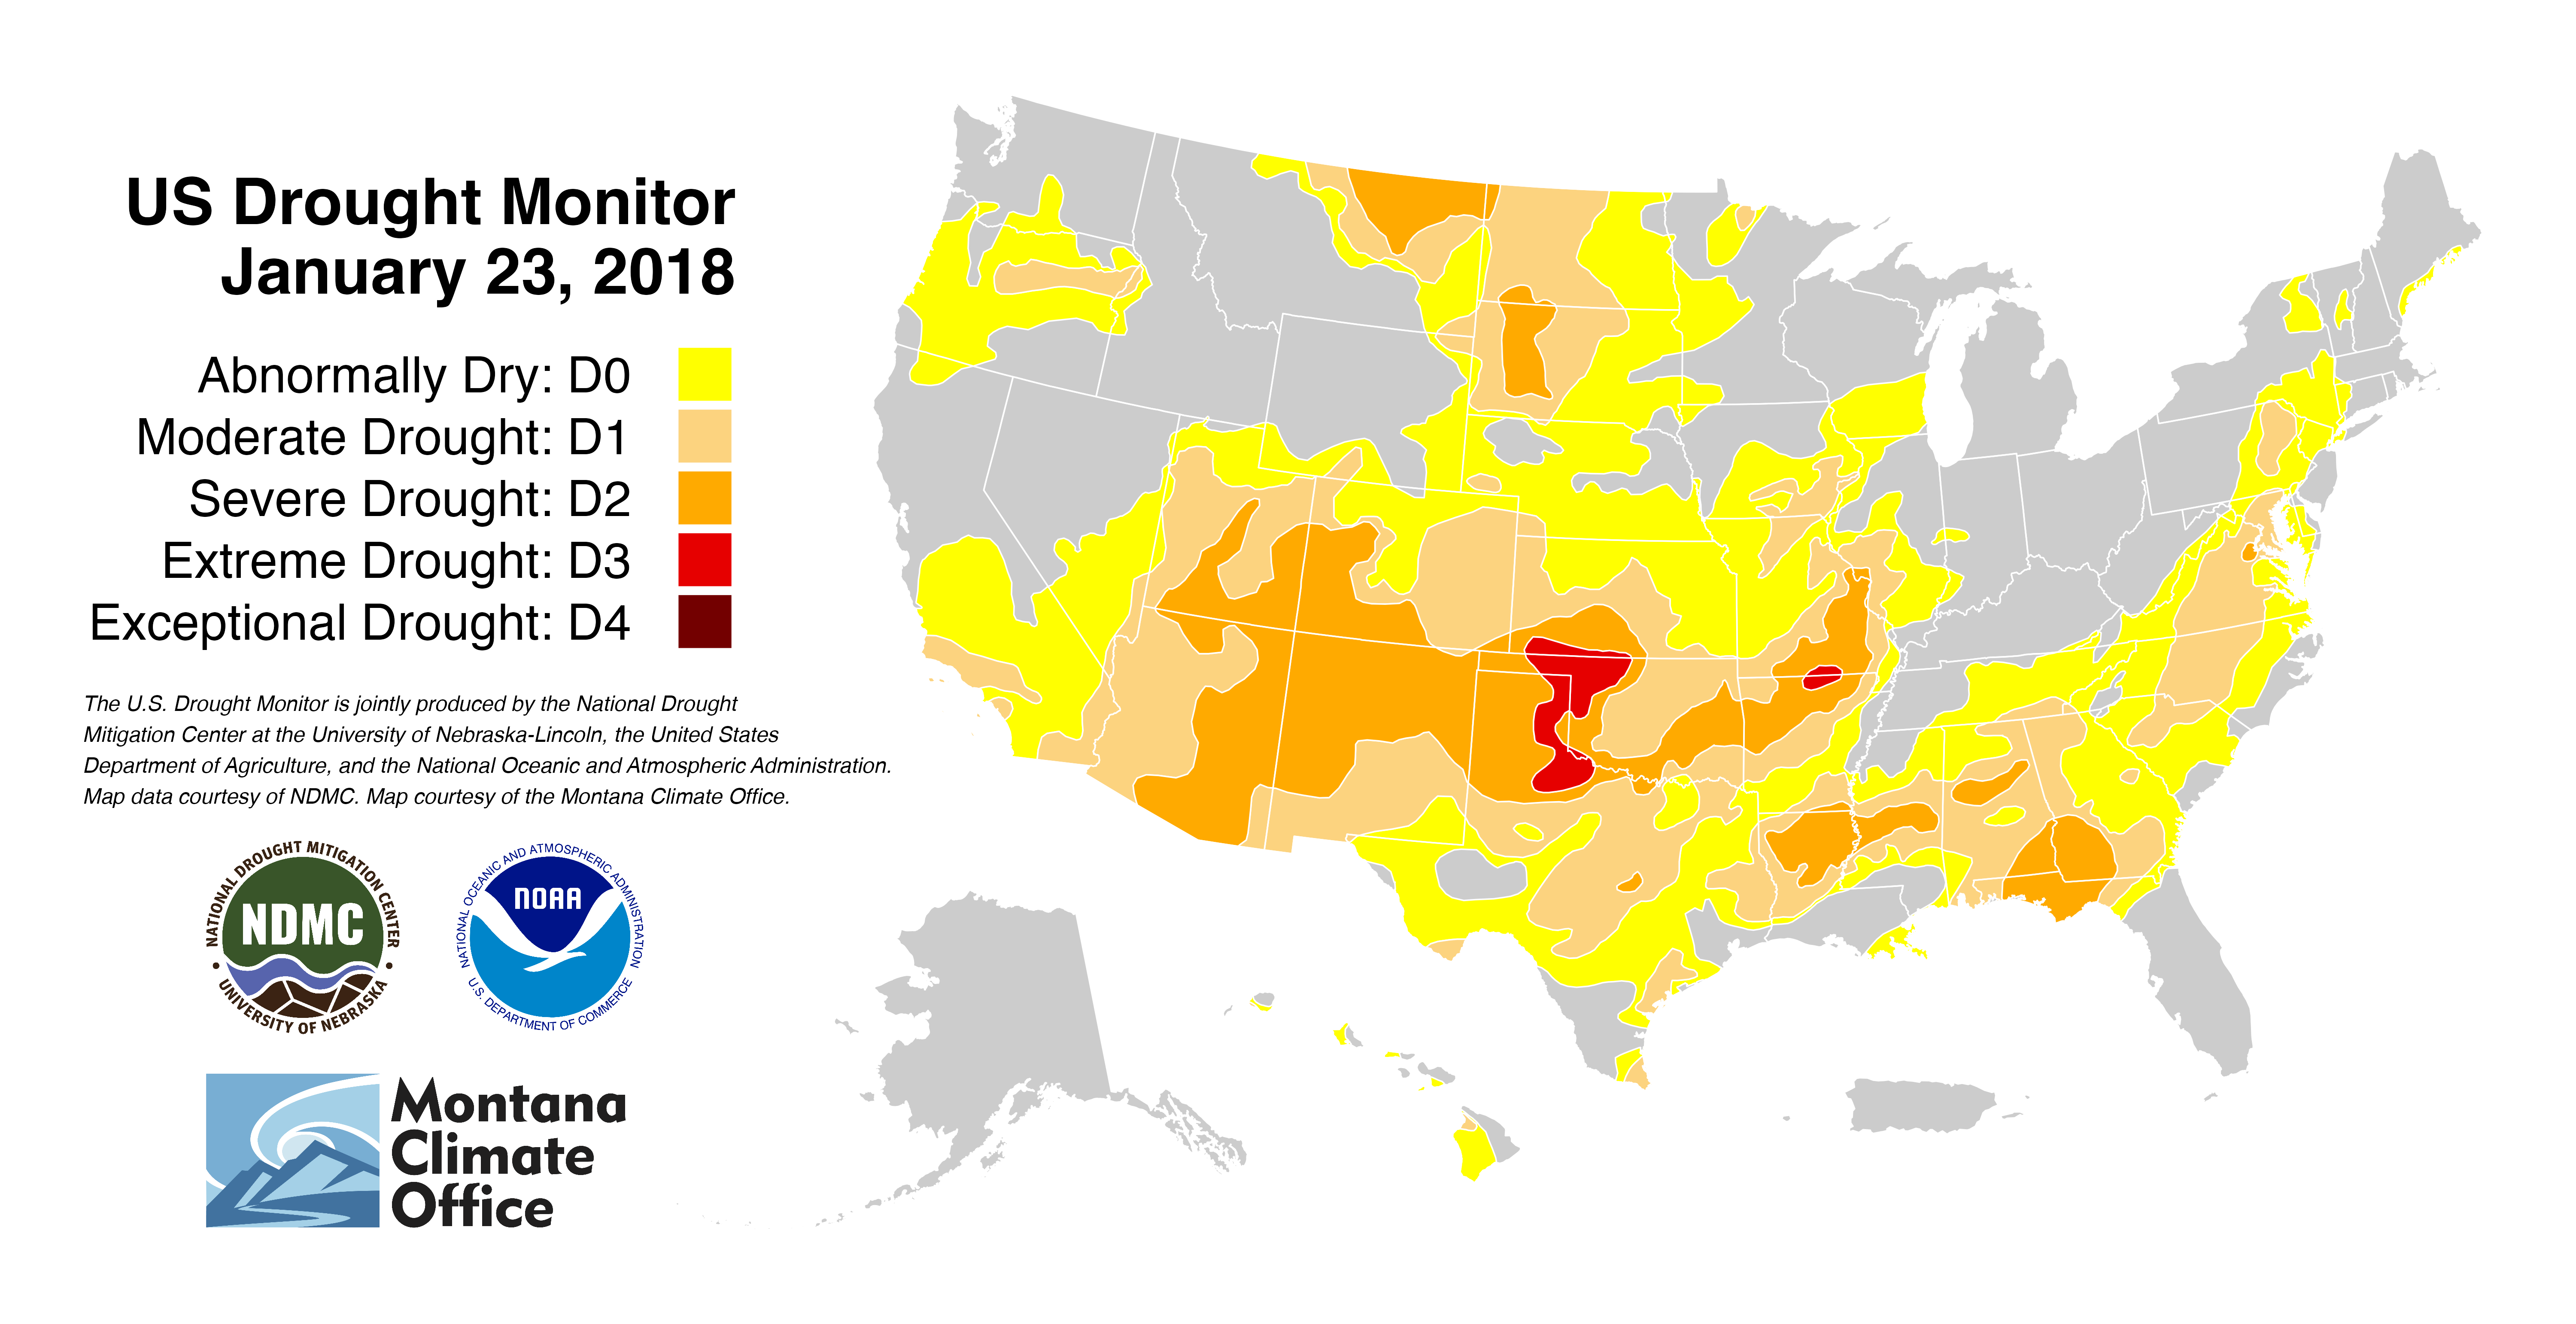 US Drought Monitor
January 23, 2018
Abnormally Dry: D0
Moderate Drought: D1
Severe Drought: D2
Extreme Drought: D3
Exceptional Drought: D4
The U.S. Drought Monitor is jointly produced by the National Drought
Mitigation Center at the University of Nebraska-Lincoln, the United States
Department of Agriculture, and the National Oceanic and Atmospheric Administration.
Map data courtesy of NDMC. Map courtesy of the Montana Climate Office.
NATIONAL DROUGHT MITIGATION CENTER
NDMC
UNIVERSITY OF NEBRASKA
NATIONAL OCEANIC AND ATMOSPHERIC ADMINISTRATION
NOAA
U.S. DEPARTMENT OF COMMERCE
Montana
Climate
Office